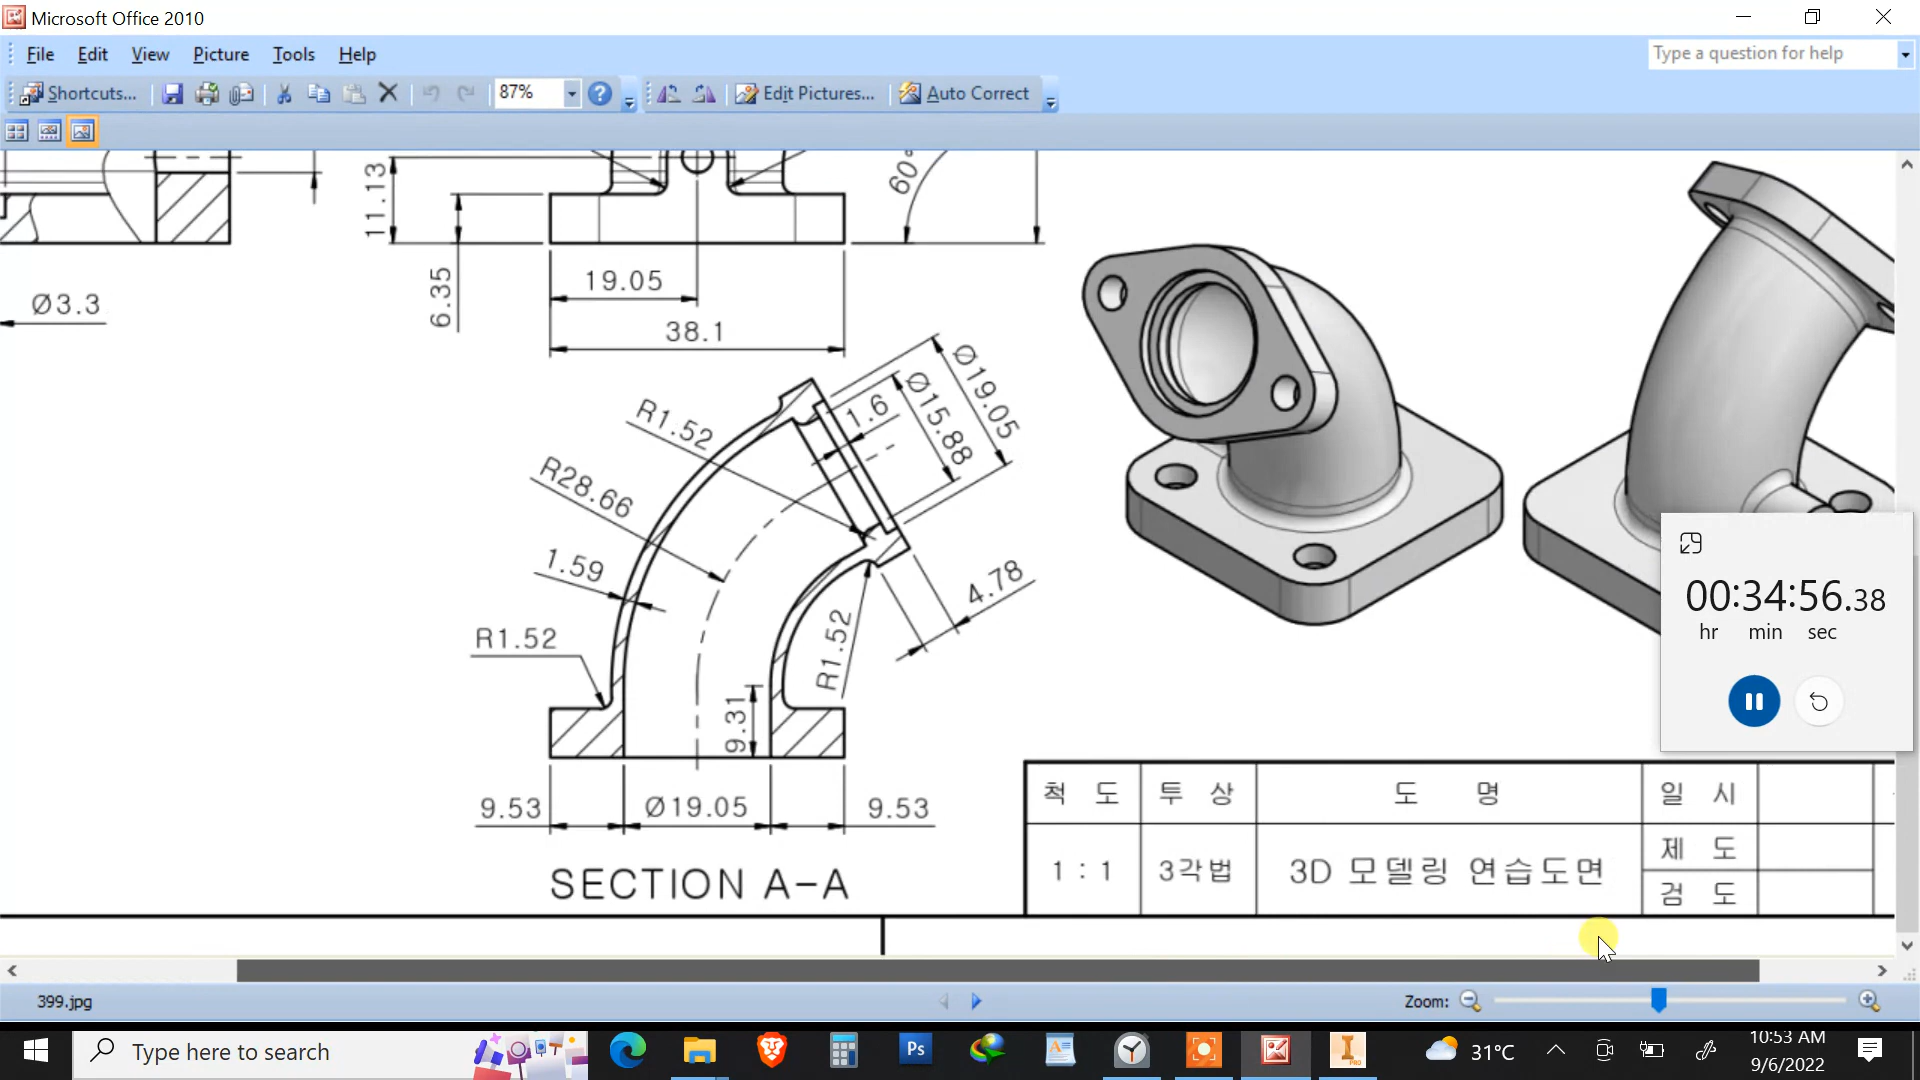 Microsoft Office 2010
File Edit View Picture Tools Help
Type a question for help
Shortcuts...
87%
Edit Pictures...
Auto Correct
11.13
60°
6.35
19.05
38.1
Ø3.3
R1.52
1.6
Ø15.88
Ø19.05
R28.66
1.59
R1.52
9.31
R1.52
4.78
9.53
Ø19.05
9.53
SECTION A-A
00:34:56.38
hr min sec
척 도 투 상 도 명 일 시
1 : 1 3각법 3D 모델링 연습도면 제 도
검 도
399.jpg
Zoom:
Type here to search
Ps
I
PRO
31°C
10:53 AM
9/6/2022